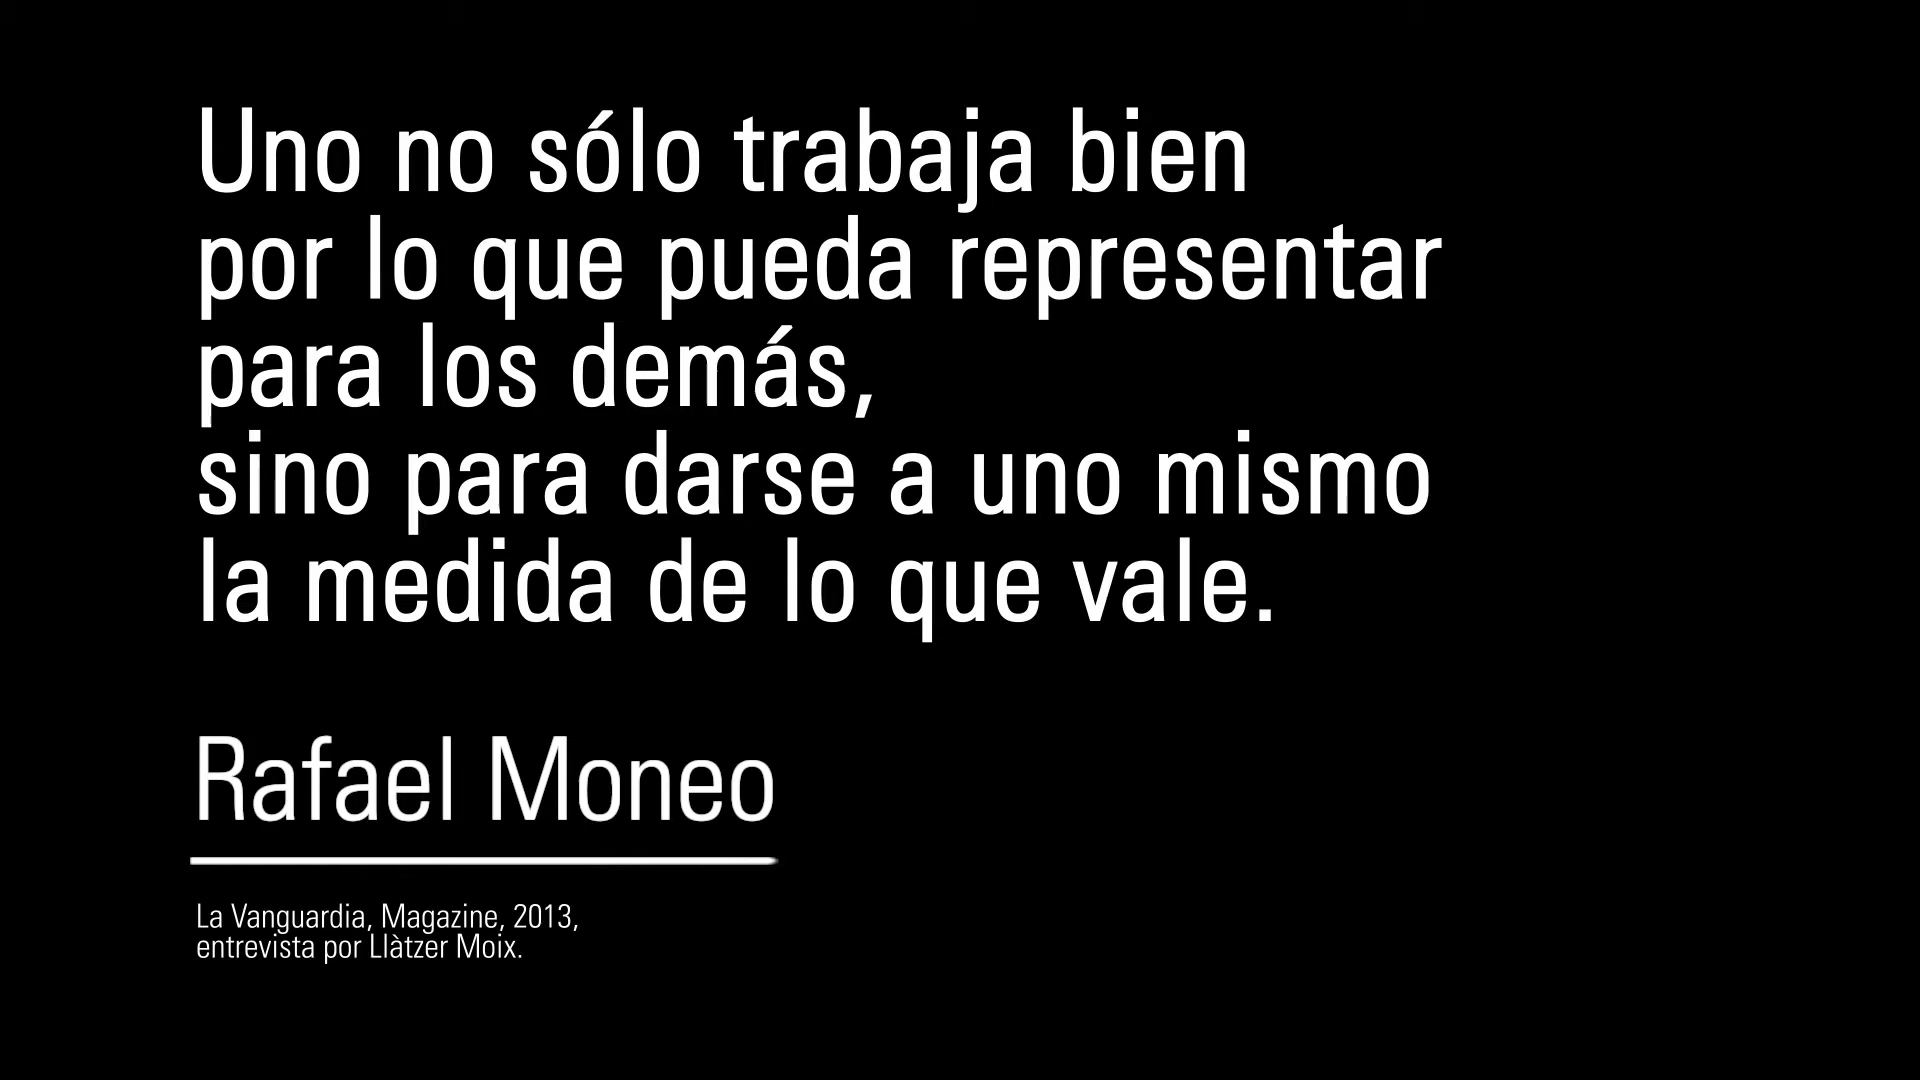 Uno no sólo trabaja bien
por lo que pueda representar
para los demás,
sino para darse a uno mismo
la medida de lo que vale.
Rafael Moneo
La Vanguardia, Magazine, 2013,
entrevista por Llàtzer Moix.